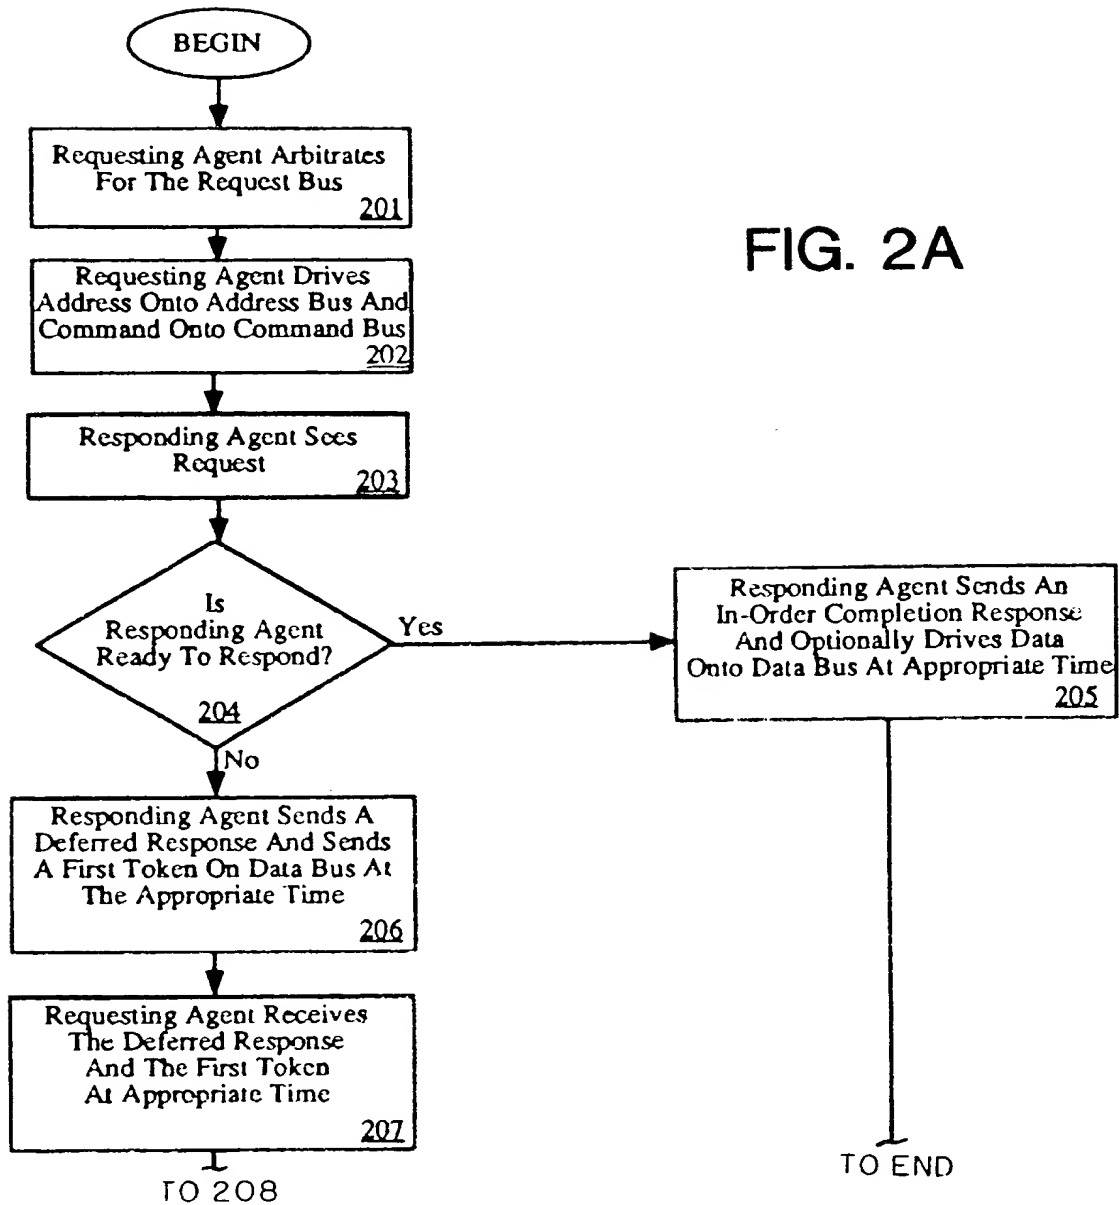 BEGIN
Requesting Agent Arbitrates
For The Request Bus
201
FIG. 2A
Requesting Agent Drives
Address Onto Address Bus And
Command Onto Command Bus
202
Responding Agent Sees
Request
203
Is
Responding Agent
Ready To Respond?
204
Yes
No
Responding Agent Sends An
In-Order Completion Response
And Optionally Drives Data
Onto Data Bus At Appropriate Time
205
Responding Agent Sends A
Deferred Response And Sends
A First Token On Data Bus At
The Appropriate Time
206
Requesting Agent Receives
The Deferred Response
And The First Token
At Appropriate Time
207
TO 208
TO END